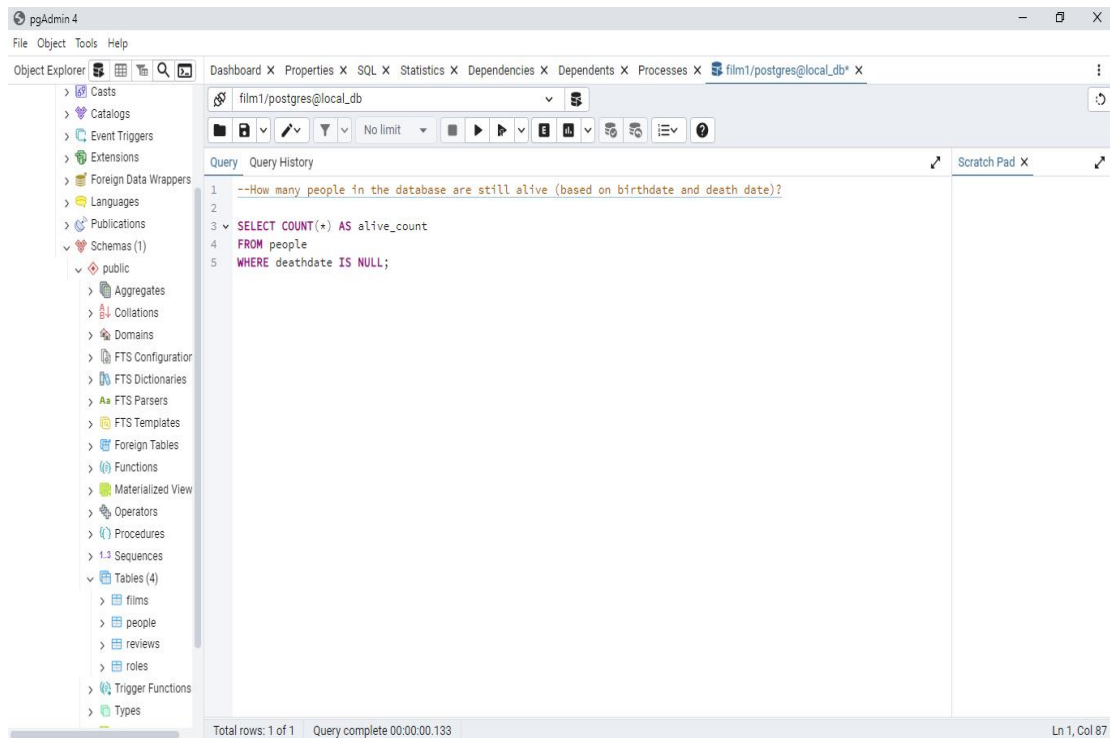 pgAdmin 4
File Object Tools Help
Object Explorer
Dashboard X Properties X SQL X Statistics X Dependencies X Dependents X Processes X film1/postgres@local_db* X
Casts
Catalogs
Event Triggers
Extensions
Foreign Data Wrappers
Languages
Publications
Schemas (1)
public
Aggregates
Collations
Domains
FTS Configuration
FTS Dictionaries
Aa FTS Parsers
FTS Templates
Foreign Tables
Functions
Materialized View
Operators
Procedures
1..3 Sequences
Tables (4)
films
people
reviews
roles
Trigger Functions
Types
film1/postgres@local_db
No limit
E
Query Query History
Scratch Pad X
1 --How many people in the database are still alive (based on birthdate and death date)?
2
3 SELECT COUNT(*) AS alive_count
4 FROM people
5 WHERE deathdate IS NULL;
Total rows: 1 of 1 Query complete 00:00:00.133 Ln 1, Col 87